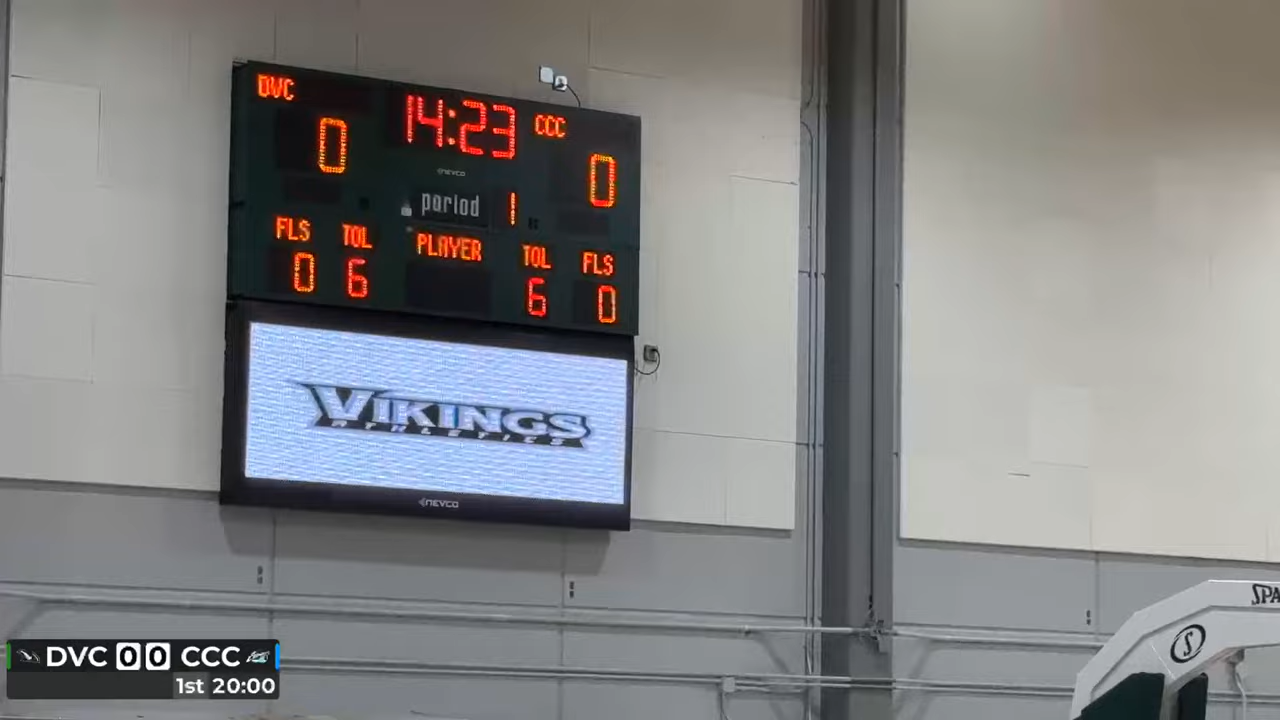 DVC
14:23
CCC
0
0
NEVCO
period 1
FLS
TOL
PLAYER
TOL
FLS
0
6
6
0
VIKINGS
ATHLETICS
NEVCO
SPA
S
DVC 0 0 CCC
1st 20:00